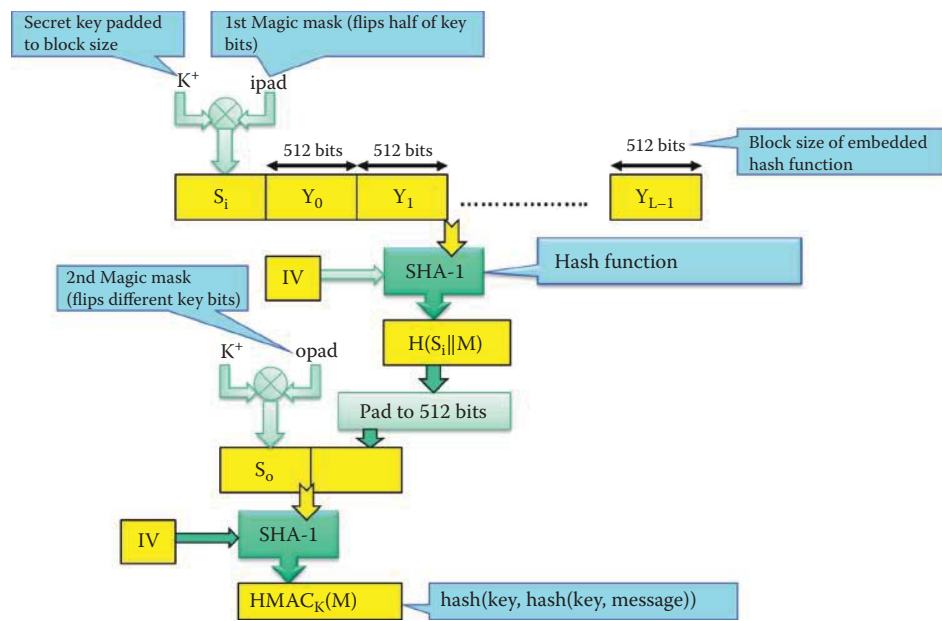 Secret key padded
to block size
1st Magic mask (flips half of key
bits)
K+ ipad
512 bits 512 bits 512 bits
Block size of embedded
hash function
Si Y0 Y1 ...................... YL–1
IV SHA-1 Hash function
2nd Magic mask
(flips different key bits)
H(Si||M)
K+ opad
Pad to 512 bits
So
IV SHA-1
HMACK(M) hash(key, hash(key, message))